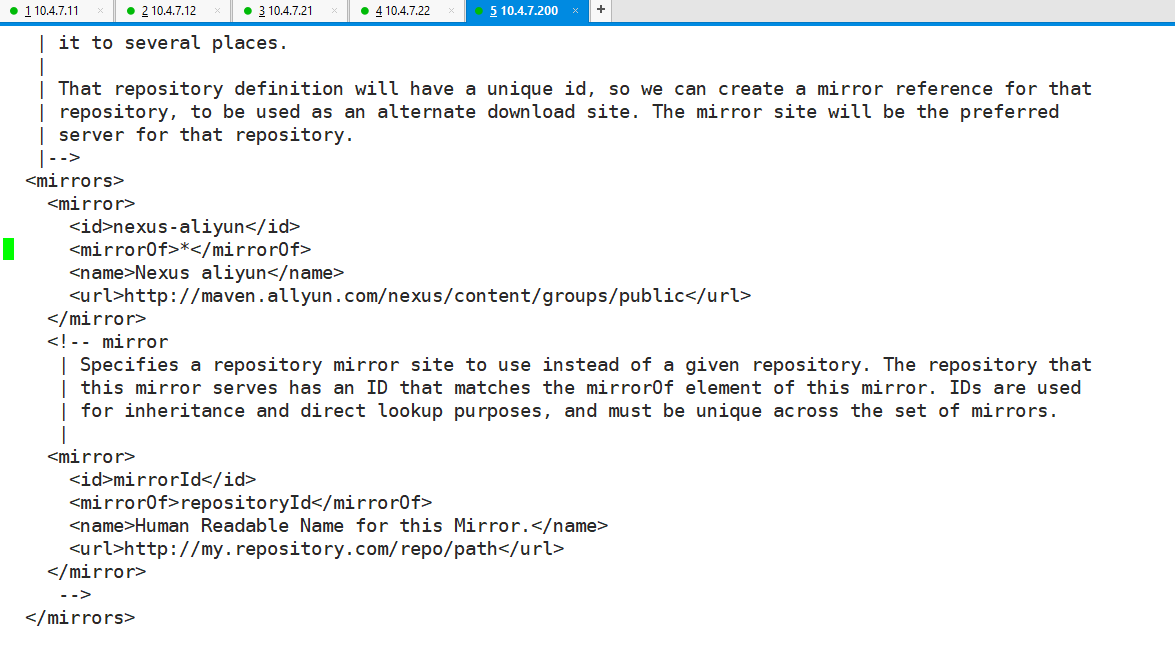 1 10.4.7.11 × 2 10.4.7.12 × 3 10.4.7.21 × 4 10.4.7.22 × 5 10.4.7.200 × +
| it to several places.
|
| That repository definition will have a unique id, so we can create a mirror reference for that
| repository, to be used as an alternate download site. The mirror site will be the preferred
| server for that repository.
|-->
<mirrors>
<mirror>
<id>nexus-aliyun</id>
<mirrorOf>*</mirrorOf>
<name>Nexus aliyun</name>
<url>http://maven.allyun.com/nexus/content/groups/public</url>
</mirror>
<!-- mirror
| Specifies a repository mirror site to use instead of a given repository. The repository that
| this mirror serves has an ID that matches the mirrorOf element of this mirror. IDs are used
| for inheritance and direct lookup purposes, and must be unique across the set of mirrors.
|
<mirror>
<id>mirrorId</id>
<mirrorOf>repositoryId</mirrorOf>
<name>Human Readable Name for this Mirror.</name>
<url>http://my.repository.com/repo/path</url>
</mirror>
-->
</mirrors>